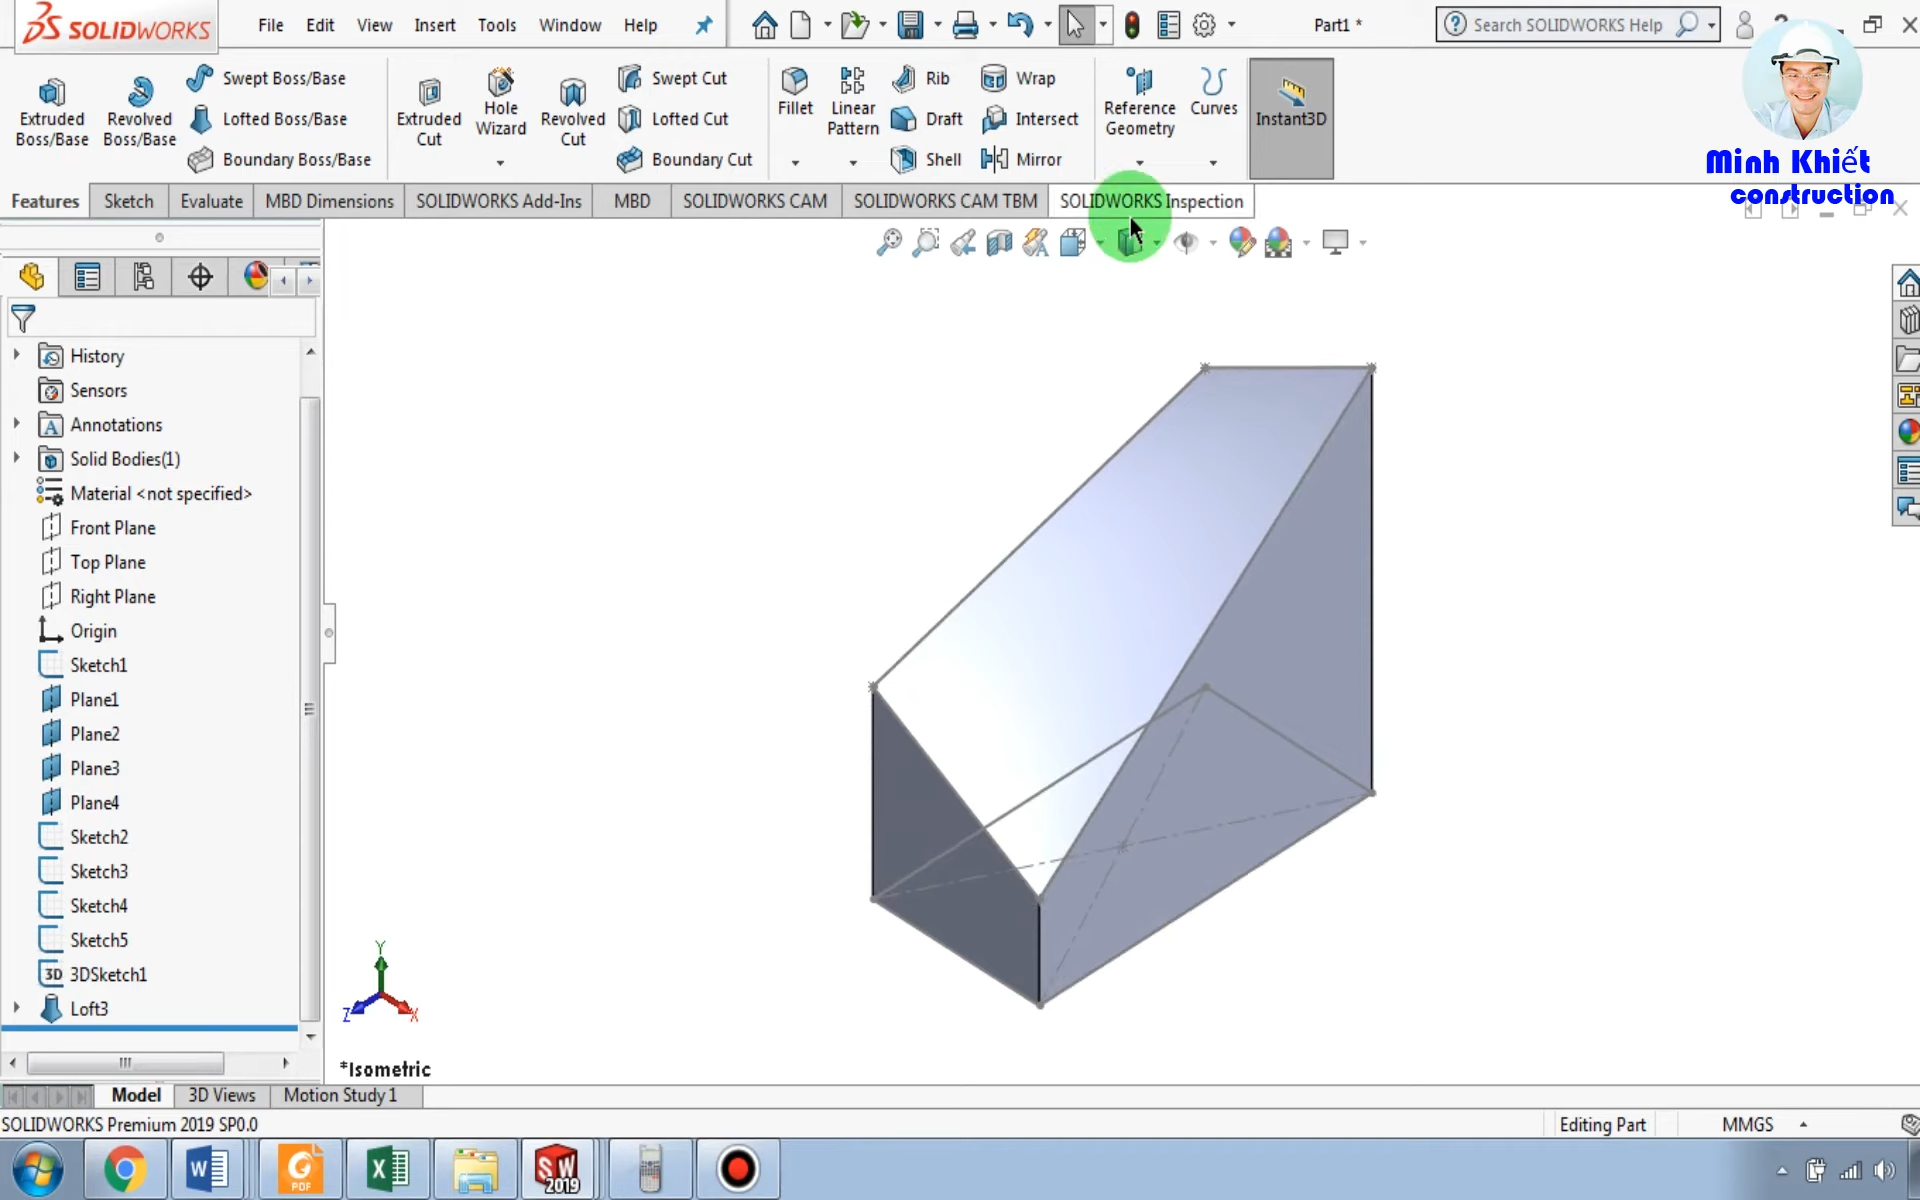 SOLIDWORKS
File Edit View Insert Tools Window Help
Part1 *
Search SOLIDWORKS Help
Extruded Boss/Base
Revolved Boss/Base
Swept Boss/Base
Lofted Boss/Base
Boundary Boss/Base
Extruded Cut
Hole Wizard
Revolved Cut
Swept Cut
Lofted Cut
Boundary Cut
Fillet
Linear Pattern
Rib
Draft
Shell
Wrap
Intersect
Mirror
Reference Geometry
Curves
Instant3D
Minh Khiết
construction
Features Sketch Evaluate MBD Dimensions SOLIDWORKS Add-Ins MBD SOLIDWORKS CAM SOLIDWORKS CAM TBM SOLIDWORKS Inspection
History
Sensors
Annotations
Solid Bodies(1)
Material <not specified>
Front Plane
Top Plane
Right Plane
Origin
Sketch1
Plane1
Plane2
Plane3
Plane4
Sketch2
Sketch3
Sketch4
Sketch5
3D 3DSketch1
Loft3
Y
Z
X
*Isometric
Model 3D Views Motion Study 1
SOLIDWORKS Premium 2019 SP0.0
Editing Part
MMGS
PDF
SW
2019